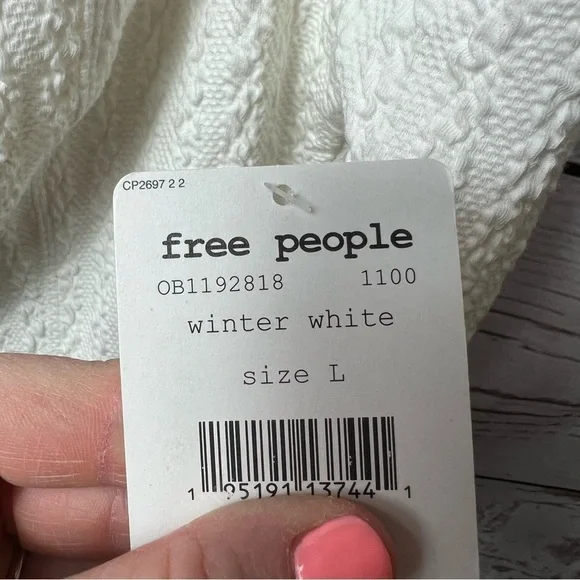 CP2697 2 2
free people
OB1192818 1100
winter white
size L
1 95191 13744 1